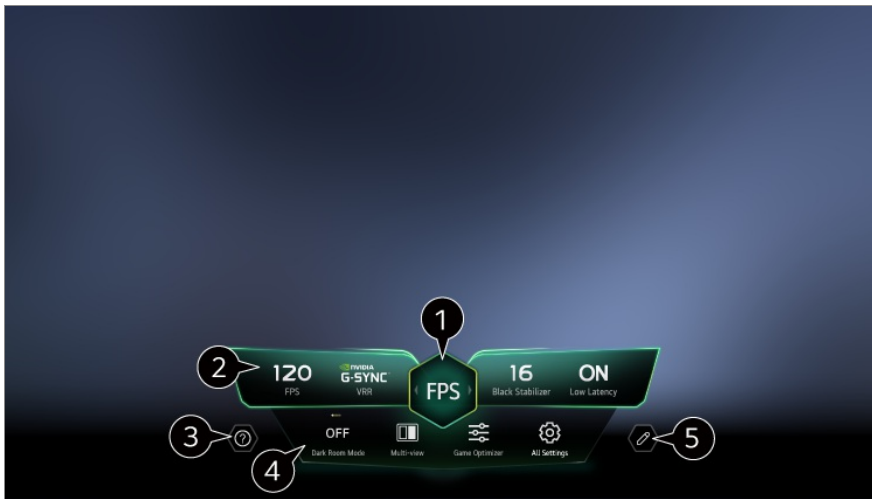 1
2
120
FPS
NVIDIA
G-SYNC
VRR
FPS
16
Black Stabilizer
ON
Low Latency
3
?
4
OFF
Dark Room Mode
Multi-view
Game Optimizer
All Settings
5